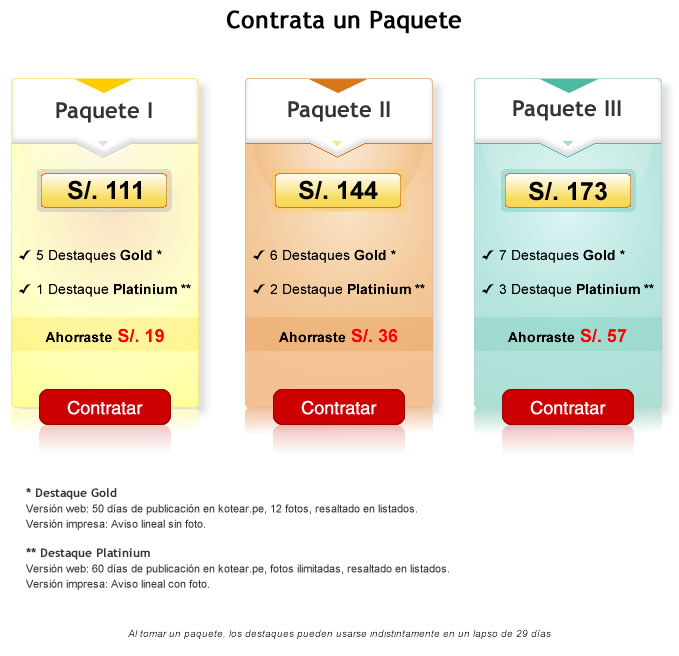 Contrata un Paquete
Paquete I
S/. 111
5 Destaques Gold *
1 Destaque Platinium **
Ahorraste S/. 19
Contratar
Paquete II
S/. 144
6 Destaques Gold *
2 Destaque Platinium **
Ahorraste S/. 36
Contratar
Paquete III
S/. 173
7 Destaques Gold *
3 Destaque Platinium **
Ahorraste S/. 57
Contratar
* Destaque Gold
Versión web: 50 días de publicación en kotear.pe, 12 fotos, resaltado en listados.
Versión impresa: Aviso lineal sin foto.
** Destaque Platinium
Versión web: 60 días de publicación en kotear.pe, fotos ilimitadas, resaltado en listados.
Versión impresa: Aviso lineal con foto.
Al tomar un paquete, los destaques pueden usarse indistintamente en un lapso de 29 días